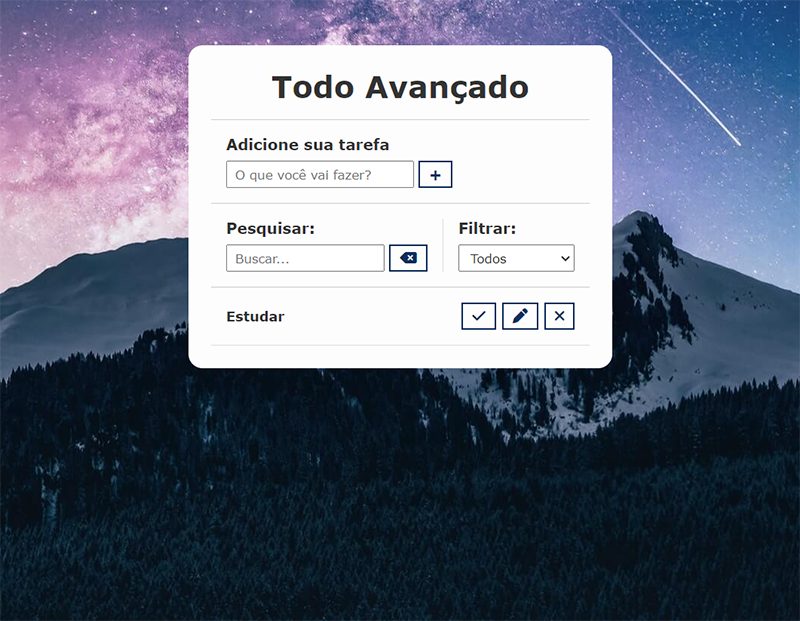 Todo Avançado
Adicione sua tarefa
O que você vai fazer?
Pesquisar: Filtrar:
Buscar... Todos
Estudar